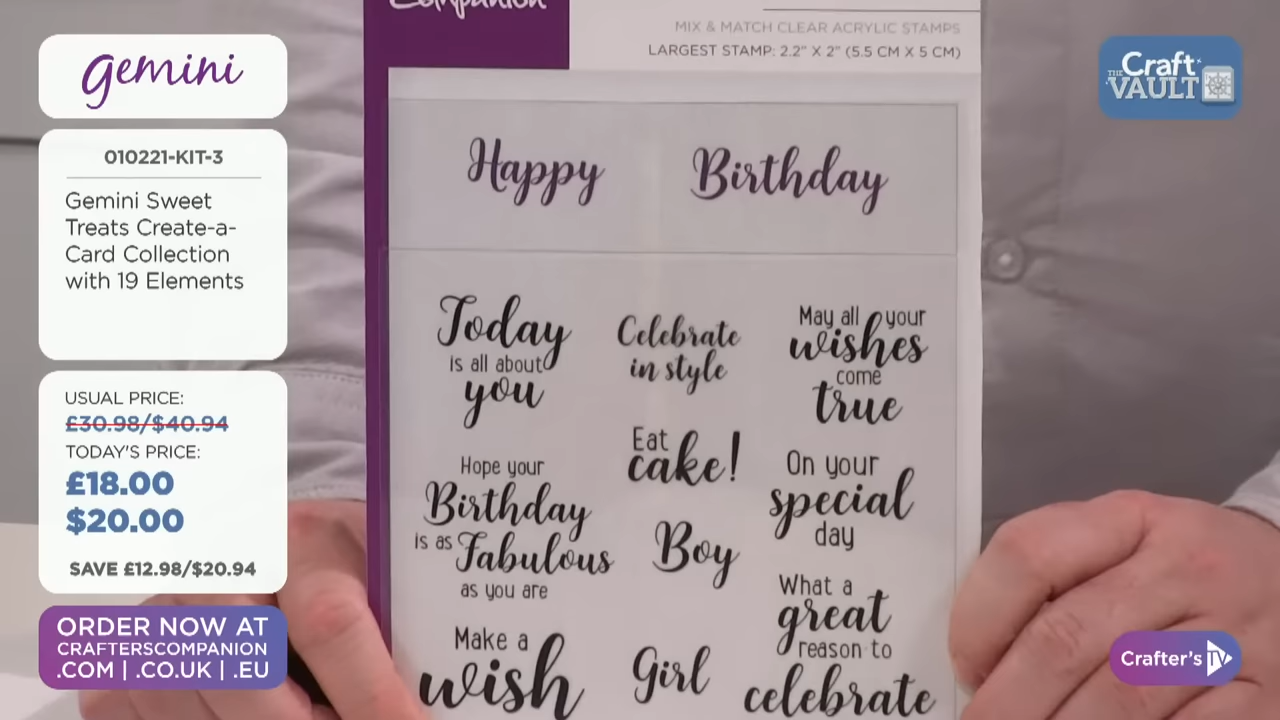 gemini
010221-KIT-3
Gemini Sweet
Treats Create-a-
Card Collection
with 19 Elements
USUAL PRICE:
£30.98/$40.94
TODAY'S PRICE:
£18.00
$20.00
SAVE £12.98/$20.94
ORDER NOW AT
CRAFTERSCOMPANION
.COM | .CO.UK | .EU
Companion
MIX & MATCH CLEAR ACRYLIC STAMPS
LARGEST STAMP: 2.2" X 2" (5.5 CM X 5 CM)
Happy Birthday
Today
is all about
you
Celebrate
in style
May all your
wishes
come
true
Eat
cake!
Hope your
Birthday
is as Fabulous
as you are
On your
special
day
Boy
What a
great
reason to
celebrate
Make a
wish
Girl
THE
Craft
VAULT
Crafter's TV